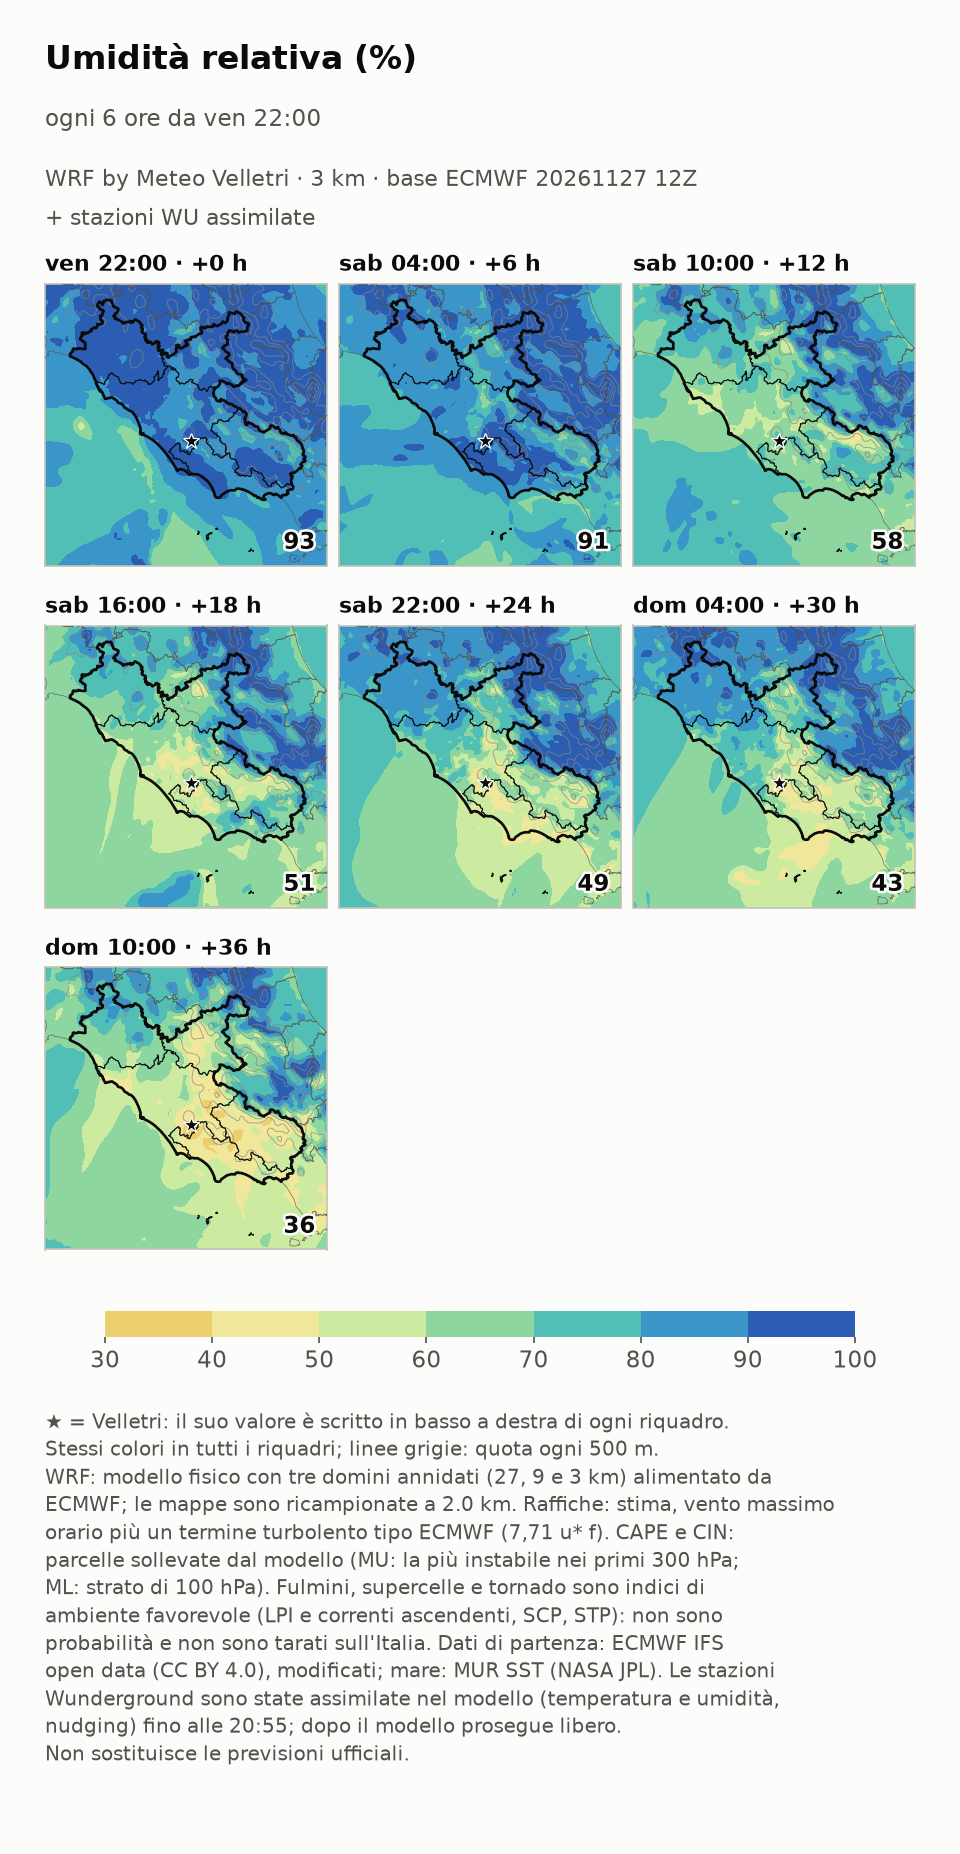 Umidità relativa (%)
ogni 6 ore da ven 22:00
WRF by Meteo Velletri · 3 km · base ECMWF 20261127 12Z
+ stazioni WU assimilate
ven 22:00 · +0 h
sab 04:00 · +6 h
sab 10:00 · +12 h
93
91
58
sab 16:00 · +18 h
sab 22:00 · +24 h
dom 04:00 · +30 h
51
49
43
dom 10:00 · +36 h
36
30 40 50 60 70 80 90 100
★ = Velletri: il suo valore è scritto in basso a destra di ogni riquadro.
Stessi colori in tutti i riquadri; linee grigie: quota ogni 500 m.
WRF: modello fisico con tre domini annidati (27, 9 e 3 km) alimentato da
ECMWF; le mappe sono ricampionate a 2.0 km. Raffiche: stima, vento massimo
orario più un termine turbolento tipo ECMWF (7,71 u* f). CAPE e CIN:
parcelle sollevate dal modello (MU: la più instabile nei primi 300 hPa;
ML: strato di 100 hPa). Fulmini, supercelle e tornado sono indici di
ambiente favorevole (LPI e correnti ascendenti, SCP, STP): non sono
probabilità e non sono tarati sull'Italia. Dati di partenza: ECMWF IFS
open data (CC BY 4.0), modificati; mare: MUR SST (NASA JPL). Le stazioni
Wunderground sono state assimilate nel modello (temperatura e umidità,
nudging) fino alle 20:55; dopo il modello prosegue libero.
Non sostituisce le previsioni ufficiali.